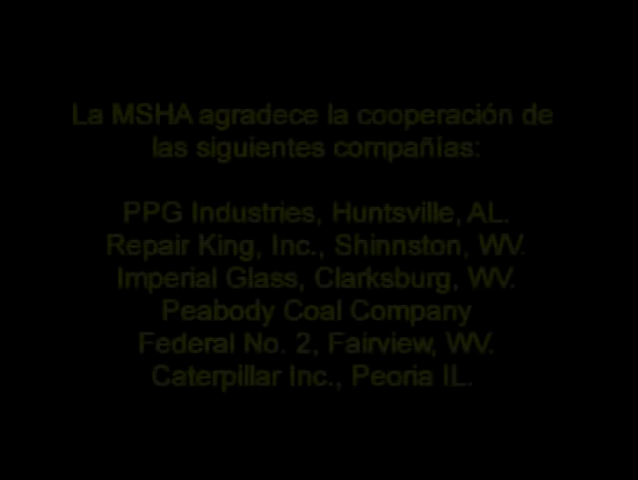 La MSHA agradece la cooperación de
las siguientes compañías:
PPG Industries, Huntsville, AL.
Repair King, Inc., Shinnston, WV.
Imperial Glass, Clarksburg, WV.
Peabody Coal Company
Federal No. 2, Fairview, WV.
Caterpillar Inc., Peoria IL.